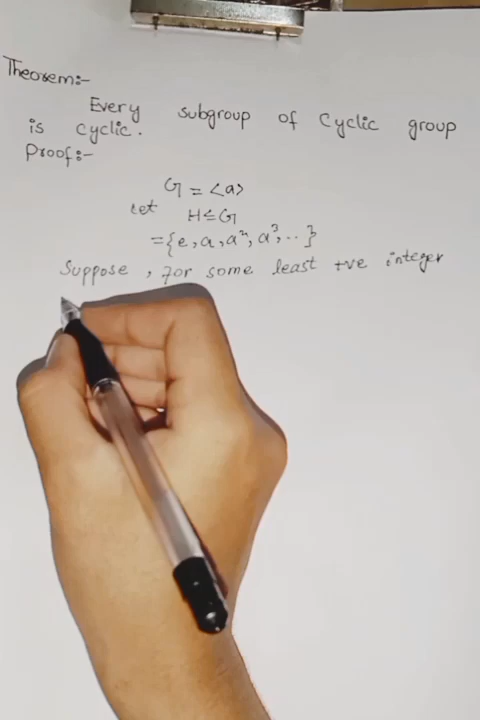 Theorem:-
Every subgroup of Cyclic group
is Cyclic.
Proof:-
G = <a>
Let H≤G
={e, a, a², a³, ..}
Suppose, for some least +ve integer